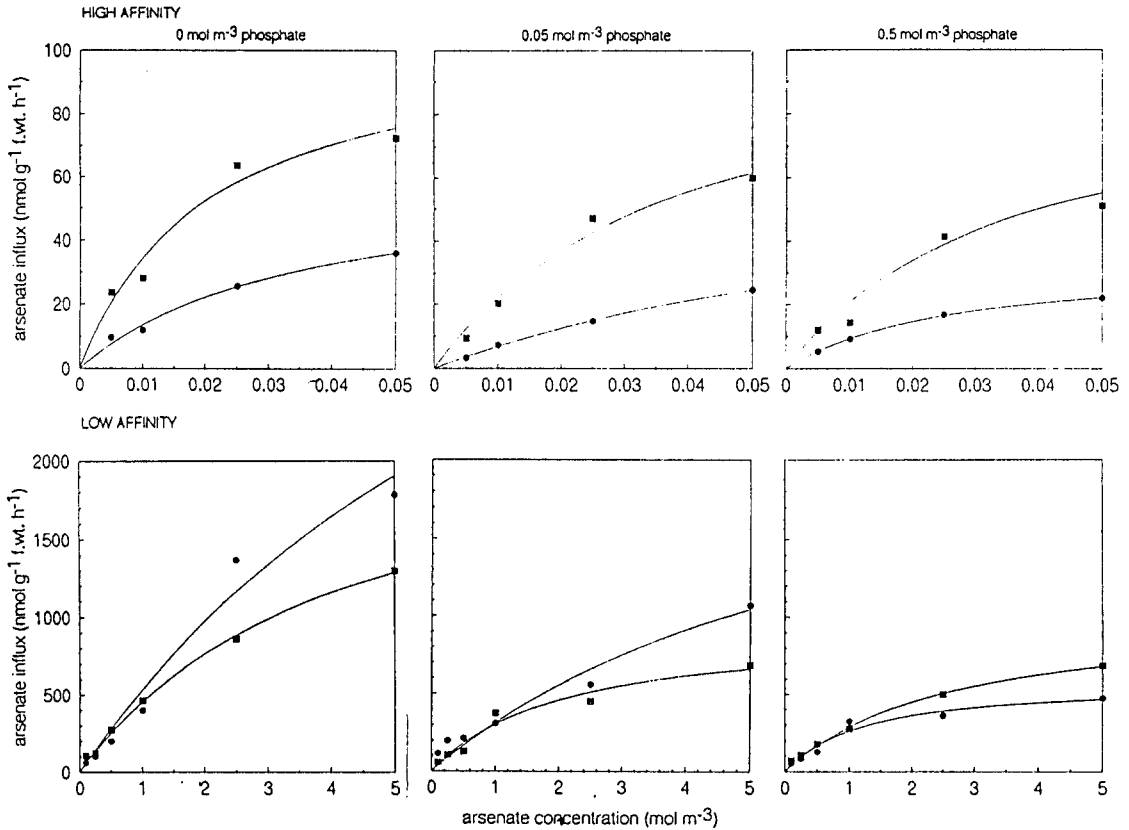 HIGH AFFINITY
0 mol m-3 phosphate
0.05 mol m-3 phosphate
0.5 mol m-3 phosphate
arsenate influx (nmol g-1 f.wt. h-1)
100
80
60
40
20
0
0 0.01 0.02 0.03 0.04 0.05
0 0.01 0.02 0.03 0.04 0.05
0 0.01 0.02 0.03 0.04 0.05
LOW AFFINITY
arsenate influx (nmol g-1 f.wt. h-1)
2000
1500
1000
500
0
0 1 2 3 4 5
0 1 2 3 4 5
0 1 2 3 4 5
arsenate concentration (mol m-3)